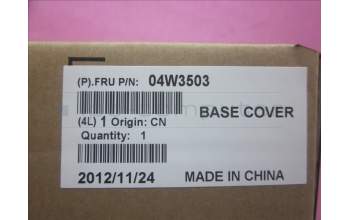 (P).FRU P/N: 04W3503
BASE COVER
(4L) 1 Origin: CN
Quantity: 1
2012/11/24 MADE IN CHINA